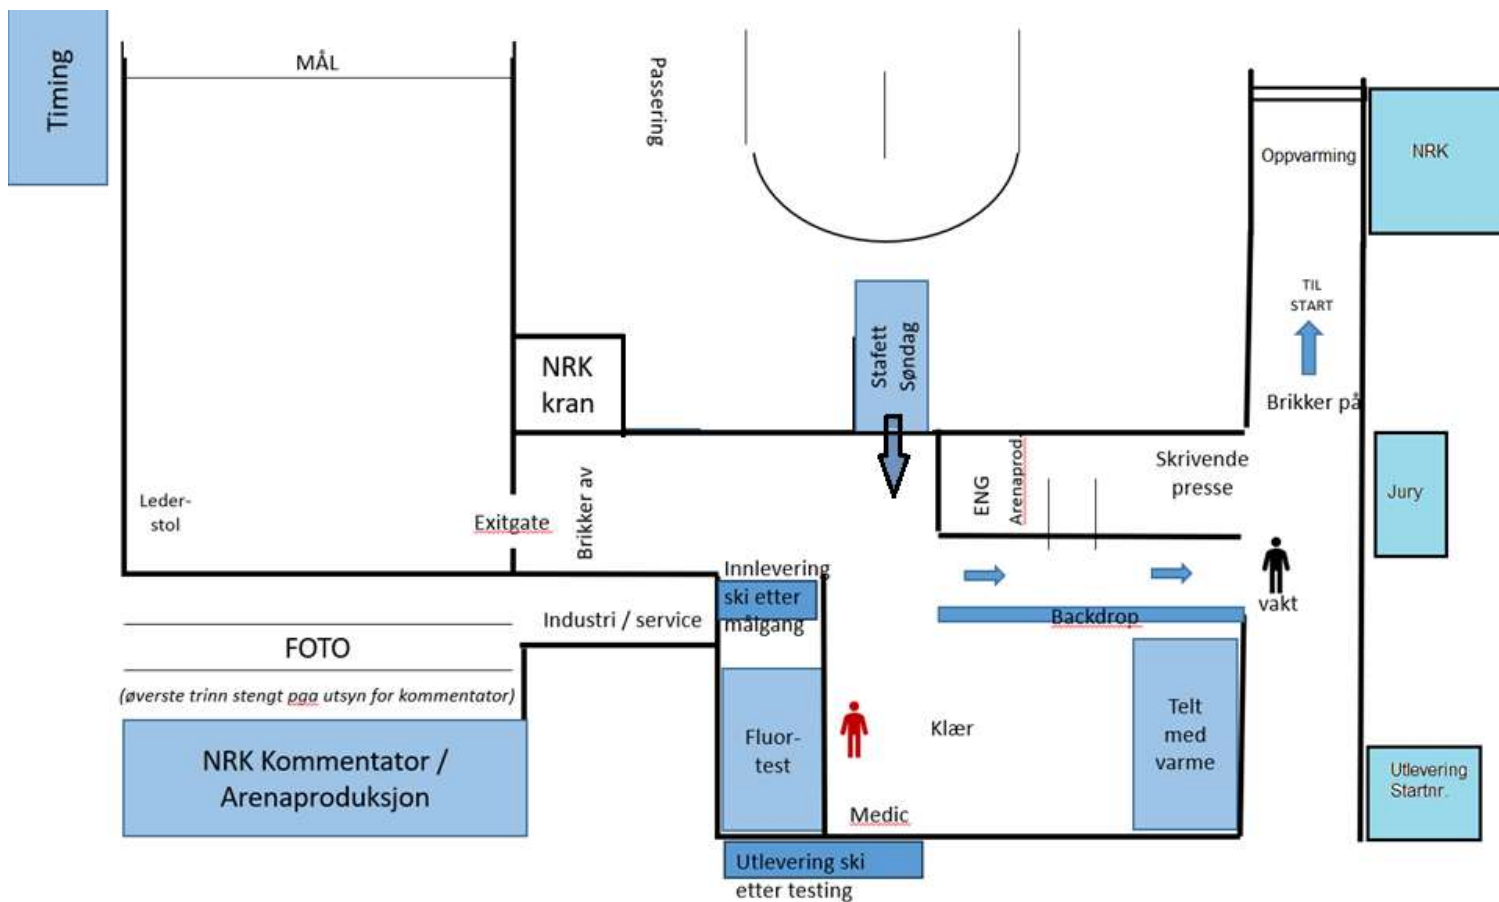 Timing
MÅL
Passering
Oppvarming
NRK
TIL
START
Stafett
Søndag
NRK
kran
Brikker på
Leder-
stol
Exitgate
Brikker av
ENG
Arenaprod.
Skrivende
presse
Jury
Innlevering
ski etter
målgang
Industri / service
Backdrop
vakt
FOTO
(øverste trinn stengt pga utsyn for kommentator)
NRK Kommentator /
Arenaproduksjon
Fluor-
test
Klær
Telt
med
varme
Medic
Utlevering
Startnr.
Utlevering ski
etter testing